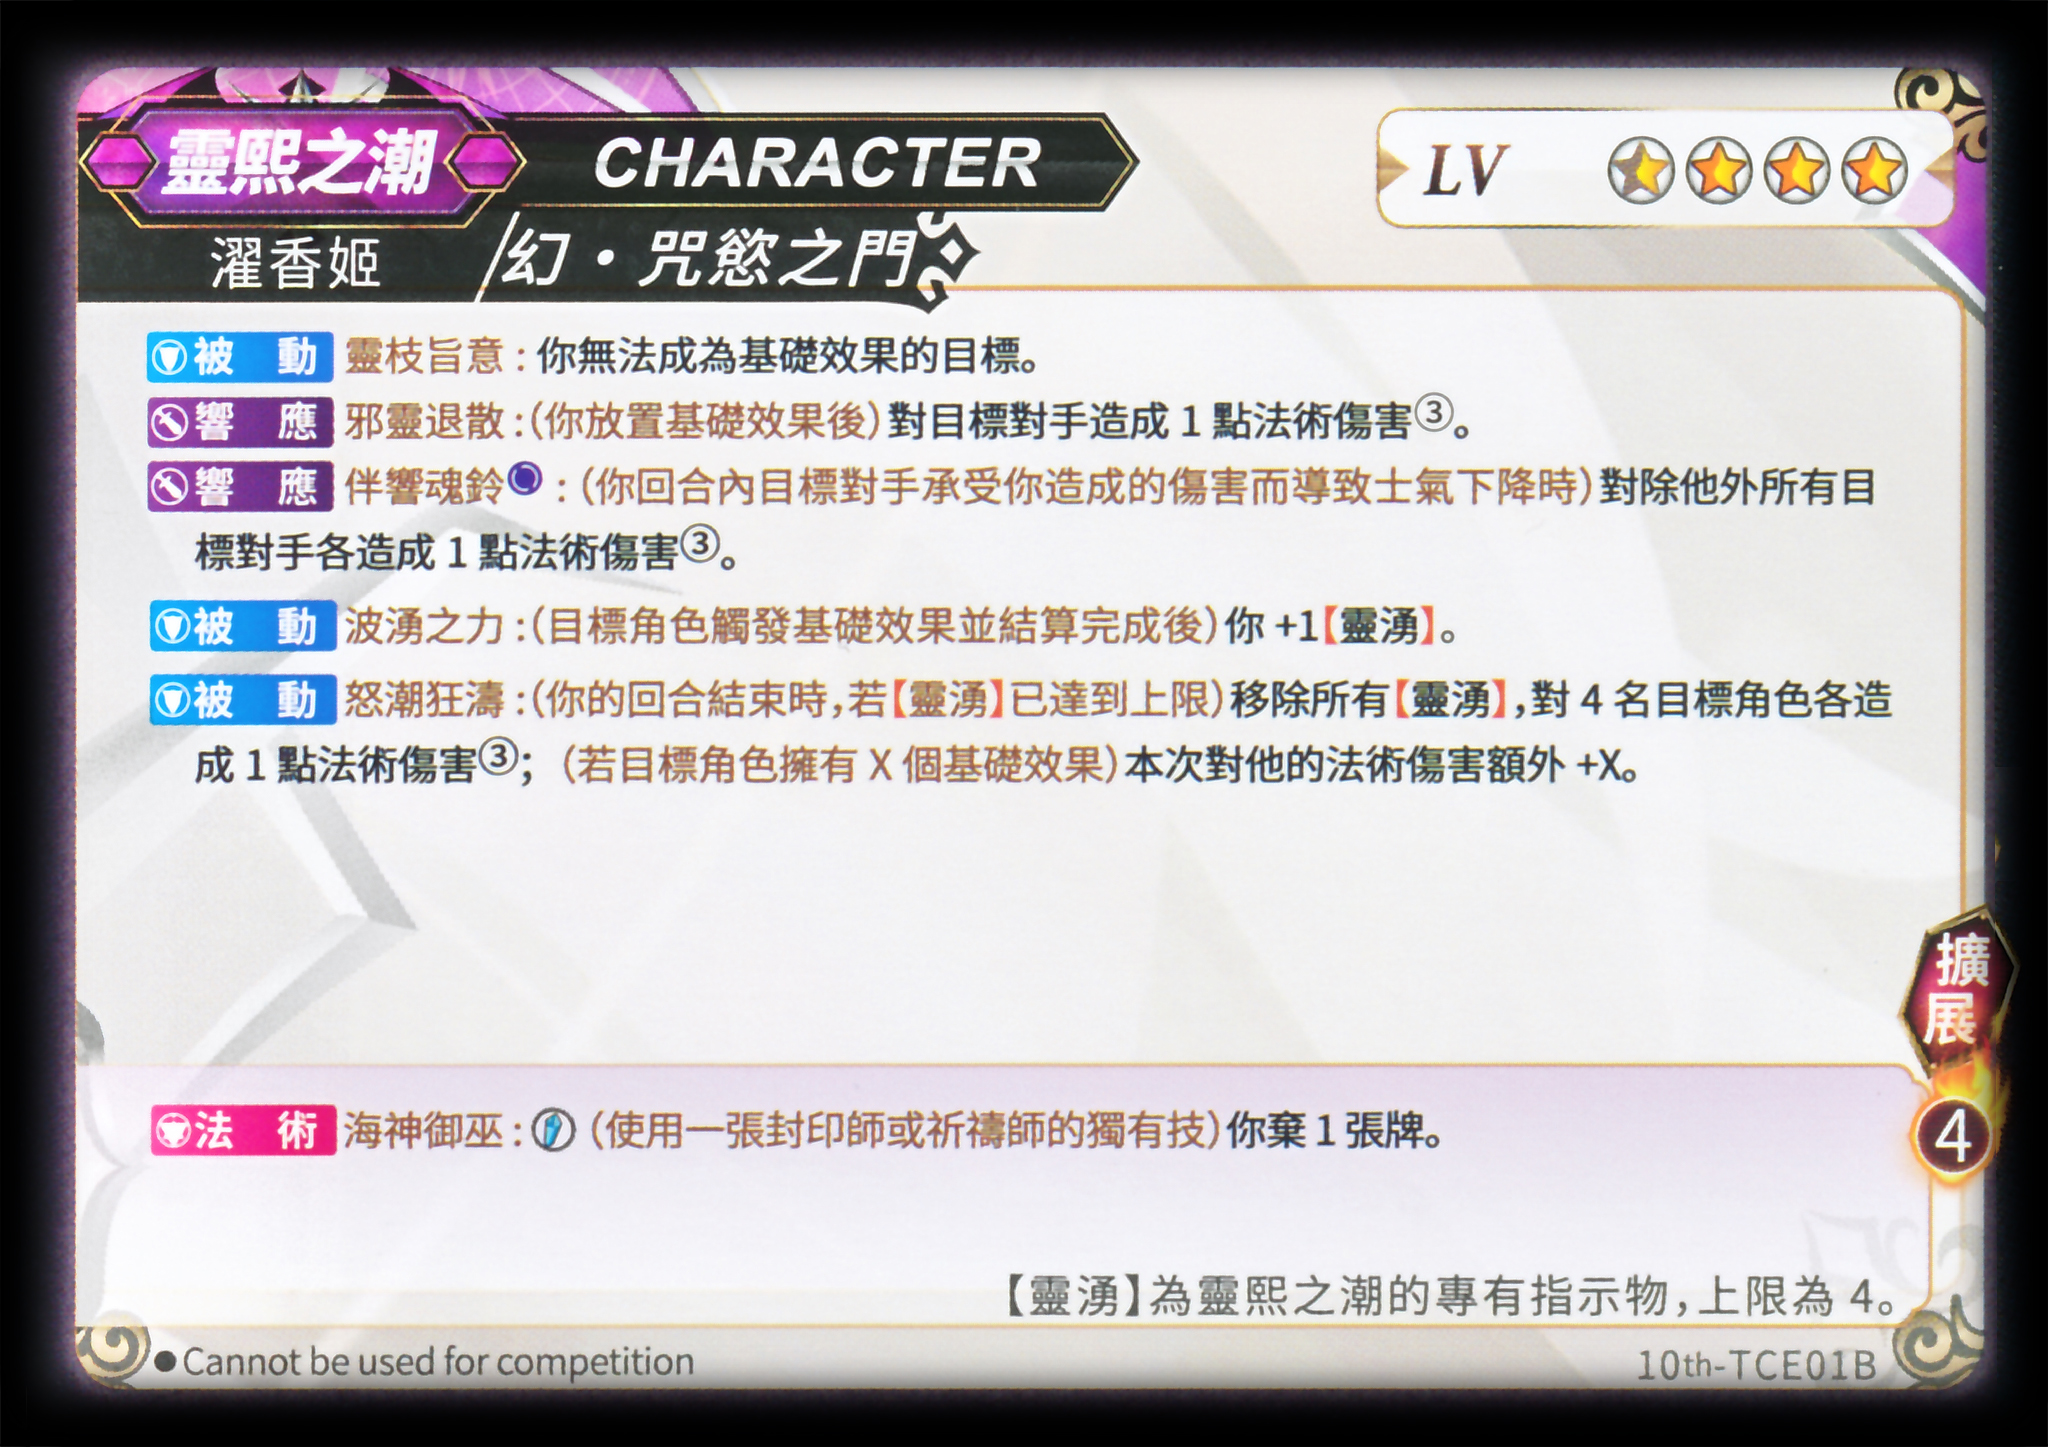 靈熙之潮 CHARACTER LV
濯香姬 /幻・咒慾之門
被動 靈枝旨意：你無法成為基礎效果的目標。
響應 邪靈退散：(你放置基礎效果後)對目標對手造成 1 點法術傷害③。
響應 伴響魂鈴：(你回合內目標對手承受你造成的傷害而導致士氣下降時)對除他外所有目
標對手各造成 1 點法術傷害③。
被動 波湧之力：(目標角色觸發基礎效果並結算完成後)你 +1【靈湧】。
被動 怒潮狂濤：(你的回合結束時，若【靈湧】已達到上限)移除所有【靈湧】，對 4 名目標角色各造
成 1 點法術傷害③；(若目標角色擁有 X 個基礎效果)本次對他的法術傷害額外 +X。
擴展
4
法術 海神御巫：(使用一張封印師或祈禱師的獨有技)你棄 1 張牌。
【靈湧】為靈熙之潮的專有指示物，上限為 4。
●Cannot be used for competition
10th-TCE01B